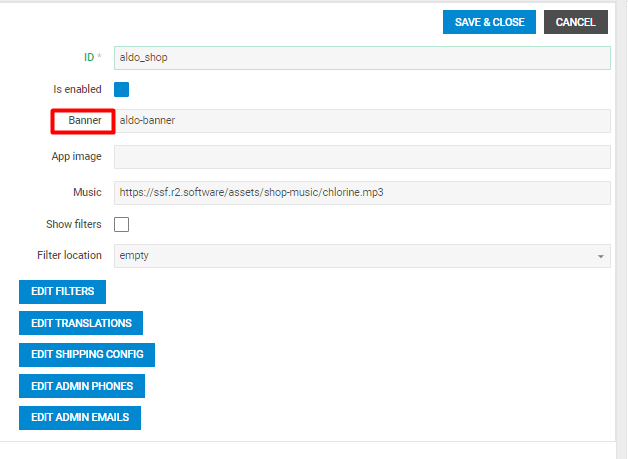 SAVE & CLOSE CANCEL
ID * aldo_shop
Is enabled
Banner aldo-banner
App image
Music https://ssf.r2.software/assets/shop-music/chlorine.mp3
Show filters
Filter location empty
EDIT FILTERS
EDIT TRANSLATIONS
EDIT SHIPPING CONFIG
EDIT ADMIN PHONES
EDIT ADMIN EMAILS